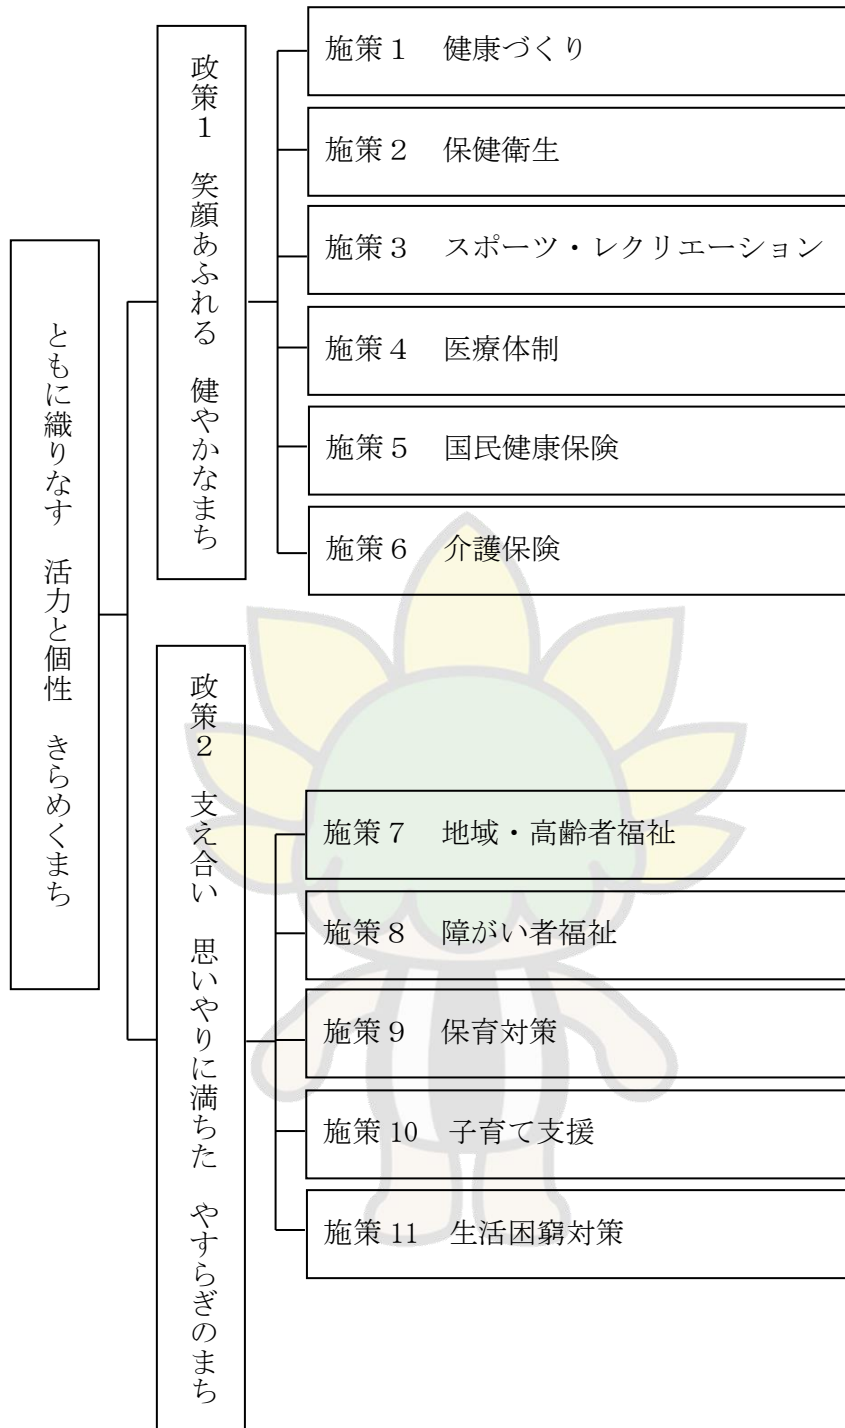 ともに織りなす　活力と個性　きらめくまち
政策１　笑顔あふれる　健やかなまち
施策１　健康づくり
施策２　保健衛生
施策３　スポーツ・レクリエーション
施策４　医療体制
施策５　国民健康保険
施策６　介護保険
政策２　支え合い　思いやりに満ちた　やすらぎのまち
施策７　地域・高齢者福祉
施策８　障がい者福祉
施策９　保育対策
施策 10　子育て支援
施策 11　生活困窮対策